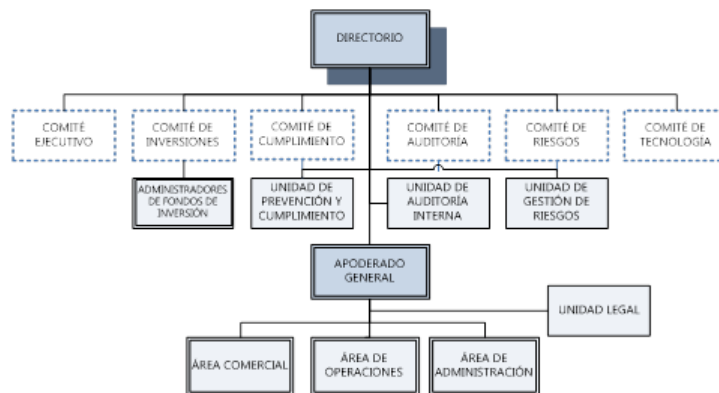 DIRECTORIO
COMITÉ
EJECUTIVO
COMITÉ DE
INVERSIONES
COMITÉ DE
CUMPLIMIENTO
COMITÉ DE
AUDITORÍA
COMITÉ DE
RIESGOS
COMITÉ DE
TECNOLOGÍA
ADMINISTRADORES
DE FONDOS DE
INVERSIÓN
UNIDAD DE
PREVENCIÓN Y
CUMPLIMIENTO
UNIDAD DE
AUDITORÍA
INTERNA
UNIDAD DE
GESTIÓN DE
RIESGOS
APODERADO
GENERAL
UNIDAD LEGAL
ÁREA COMERCIAL
ÁREA DE
OPERACIONES
ÁREA DE
ADMINISTRACIÓN